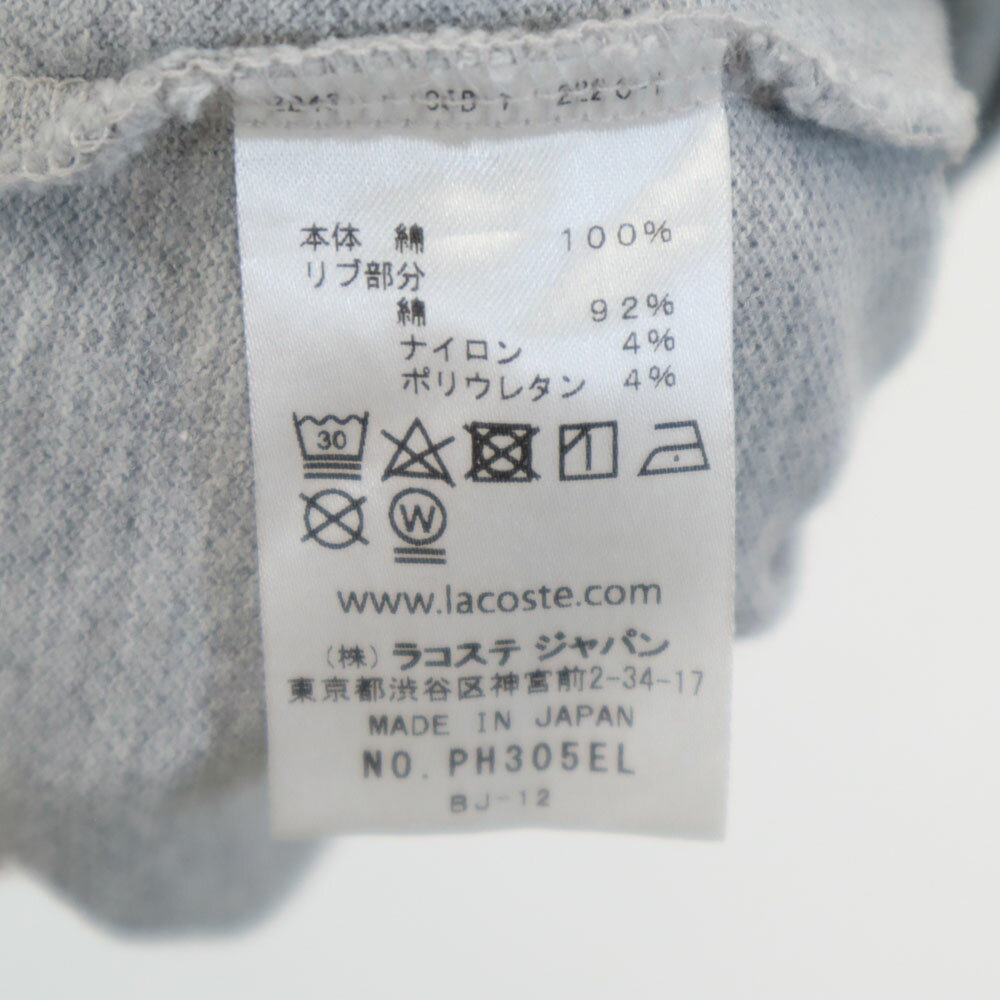 本体 綿 100%
リブ部分
綿 92%
ナイロン 4%
ポリウレタン 4%
30
W
www.lacoste.com
(株) ラコステ ジャパン
東京都渋谷区神宮前2-34-17
MADE IN JAPAN
NO. PH305EL
BJ-12